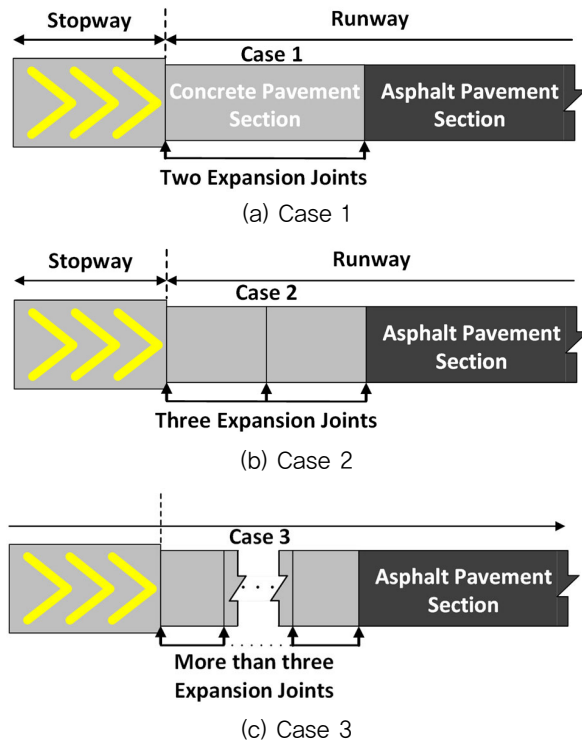 Stopway
Runway
Case 1
Concrete Pavement
Section
Asphalt Pavement
Section
Two Expansion Joints
(a) Case 1
Stopway
Runway
Case 2
Asphalt Pavement
Section
Three Expansion Joints
(b) Case 2
Case 3
Asphalt Pavement
Section
More than three
Expansion Joints
(c) Case 3